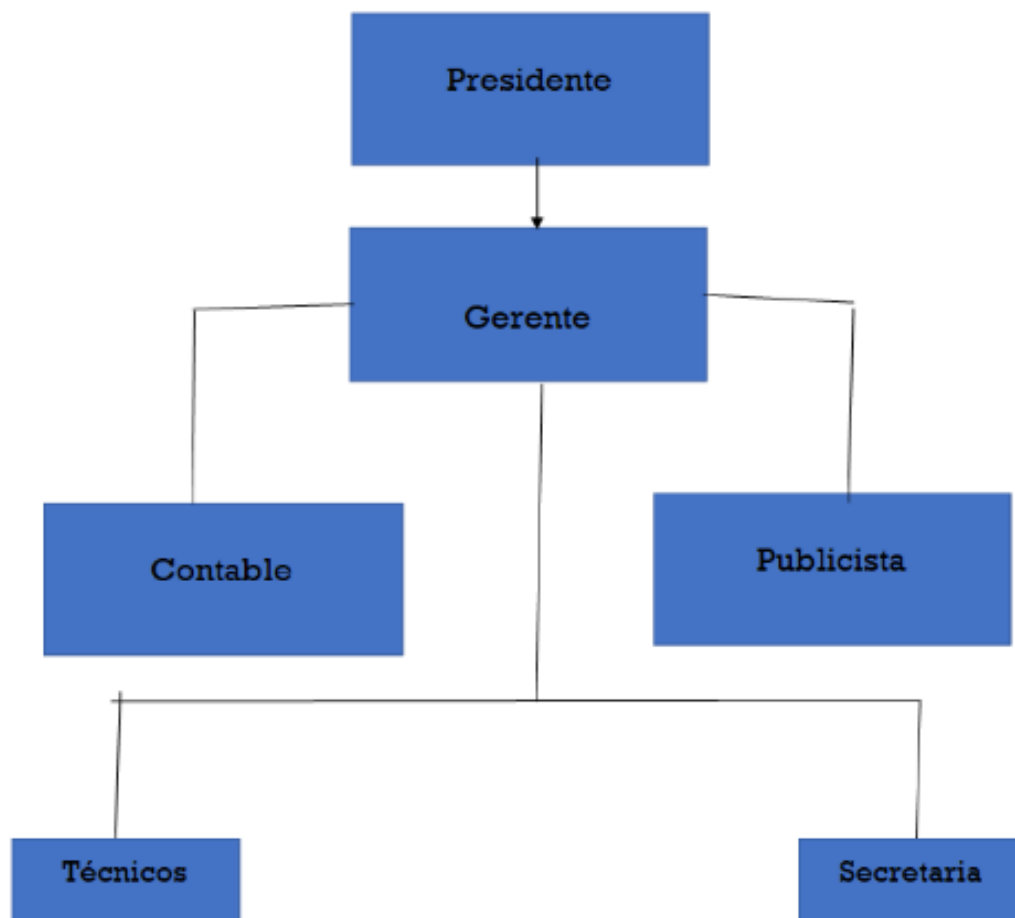 Presidente
Gerente
Contable
Publicista
Técnicos
Secretaria